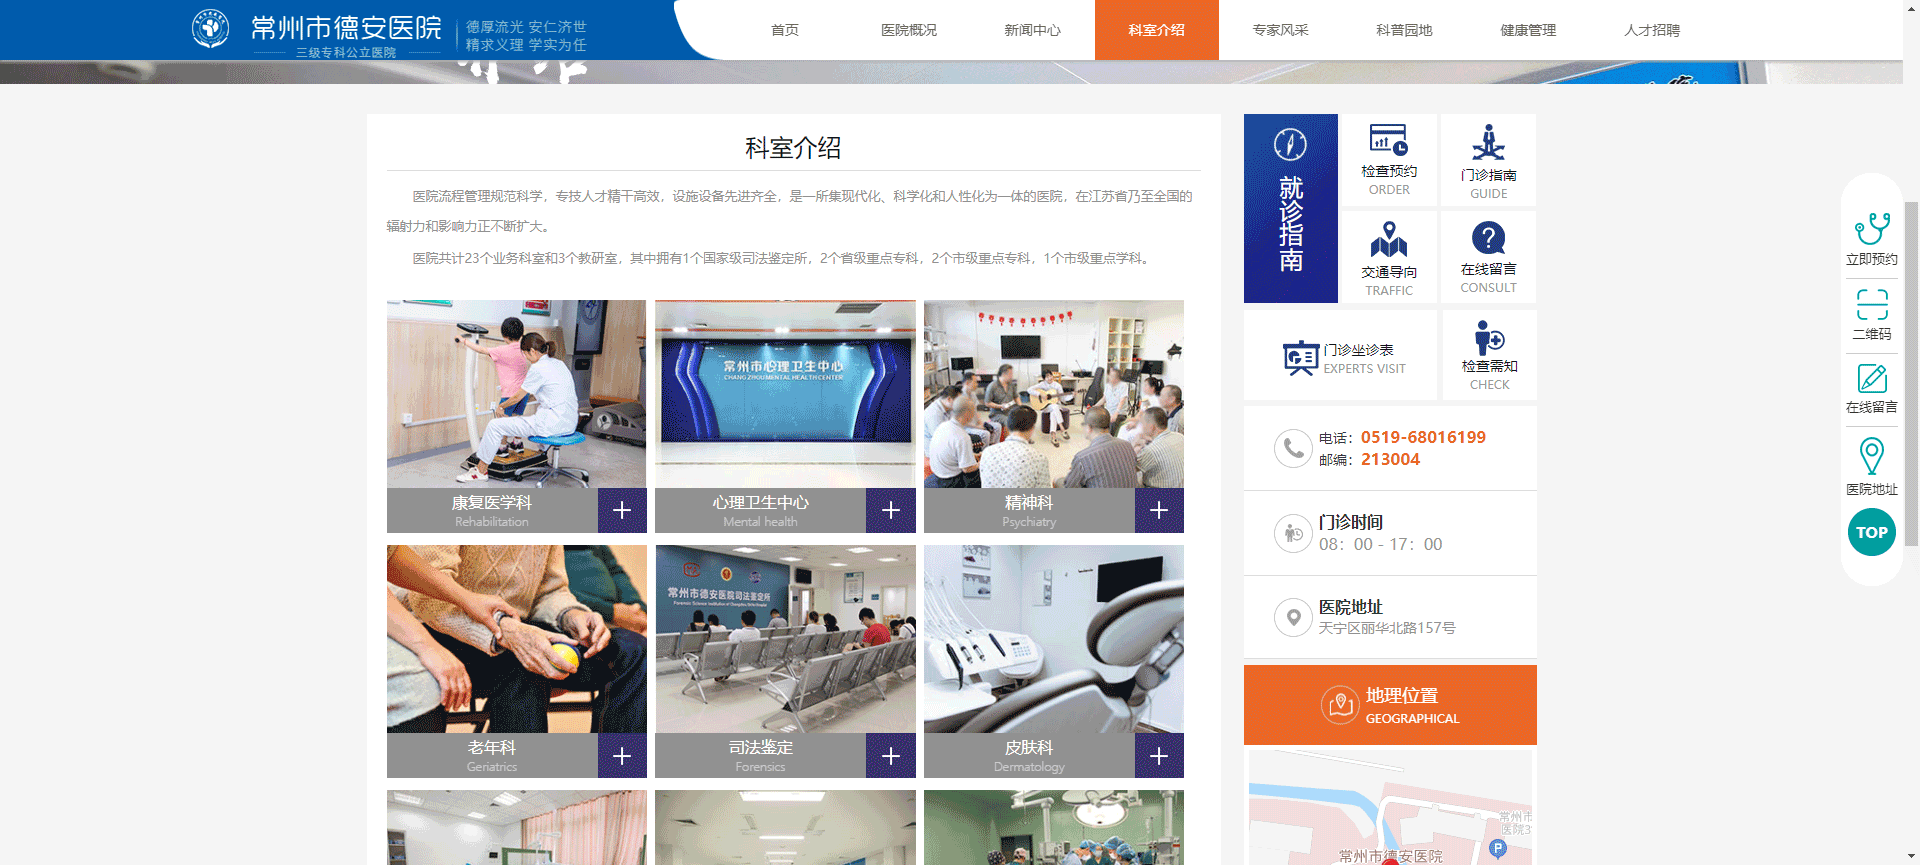 常州市德安医院
三级专科公立医院
德厚流光 安仁济世
精求义理 学实为任
首页
医院概况
新闻中心
科室介绍
专家风采
科普园地
健康管理
人才招聘
科室介绍
医院流程管理规范科学，专技人才精干高效，设施设备先进齐全，是一所集现代化、科学化和人性化为一体的医院，在江苏省乃至全国的
辐射力和影响力正不断扩大。
医院共计23个业务科室和3个教研室，其中拥有1个国家级司法鉴定所，2个省级重点专科，2个市级重点专科，1个市级重点学科。
常州市心理卫生中心
CHANGZHOU MENTAL HEALTH CENTER
康复医学科
Rehabilitation
心理卫生中心
Mental health
精神科
Psychiatry
常州市德安医院司法鉴定所
老年科
Geriatrics
司法鉴定
Forensics
皮肤科
Dermatology
就诊指南
检查预约
ORDER
门诊指南
GUIDE
交通导向
TRAFFIC
在线留言
CONSULT
门诊坐诊表
EXPERTS VISIT
检查需知
CHECK
电话：0519-68016199
邮编：213004
门诊时间
08：00 - 17：00
医院地址
天宁区丽华北路157号
地理位置
GEOGRAPHICAL
常州市
医院3
P
常州市德安医院
立即预约
二维码
在线留言
医院地址
TOP